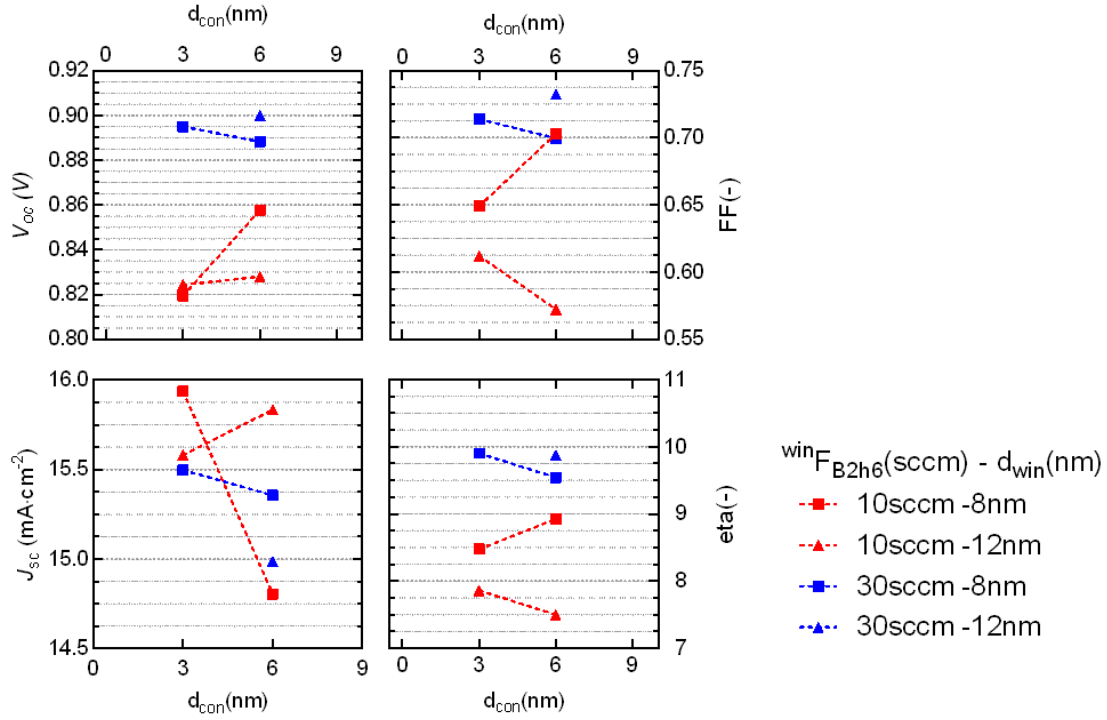 d_con(nm)
0 3 6 9
0.92
0.90
0.88
0.86
0.84
0.82
0.80
V_oc (V)
d_con(nm)
0 3 6 9
0.75
0.70
0.65
0.60
0.55
FF(-)
16.0
15.5
15.0
14.5
J_sc (mA·cm⁻²)
0 3 6 9
d_con(nm)
11
10
9
8
7
eta(-)
0 3 6 9
d_con(nm)
^win F_B2h6(sccm) - d_win(nm)
10sccm -8nm
10sccm -12nm
30sccm -8nm
30sccm -12nm